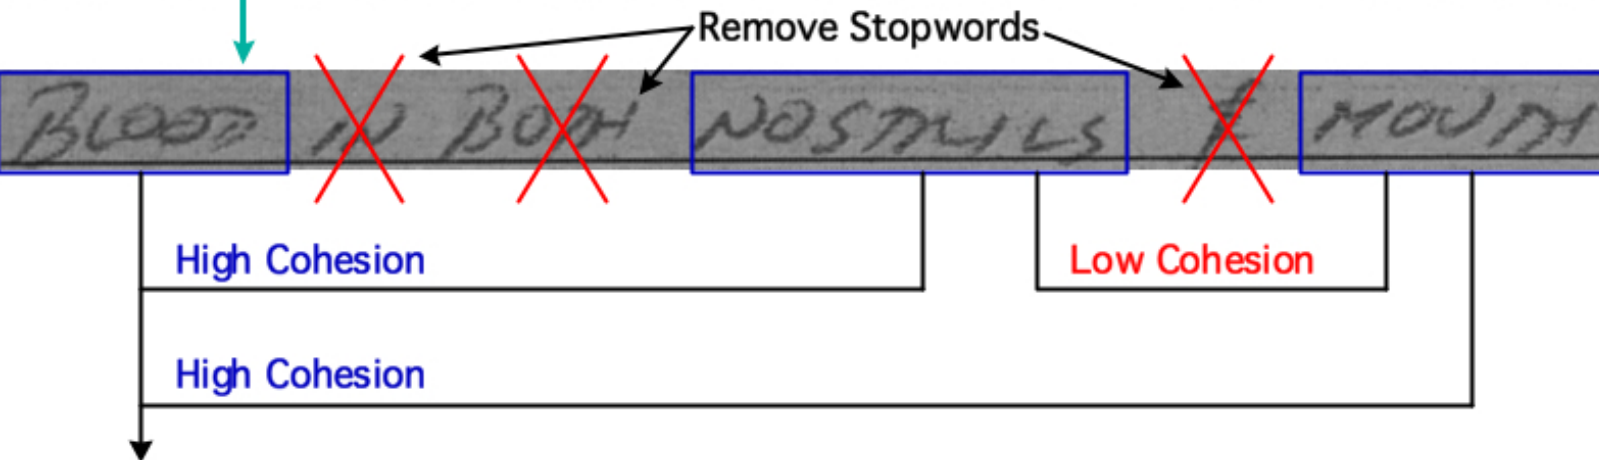 Remove Stopwords
BLOOD IN BOTH NOSTRILS & MOUTH
High Cohesion
Low Cohesion
High Cohesion